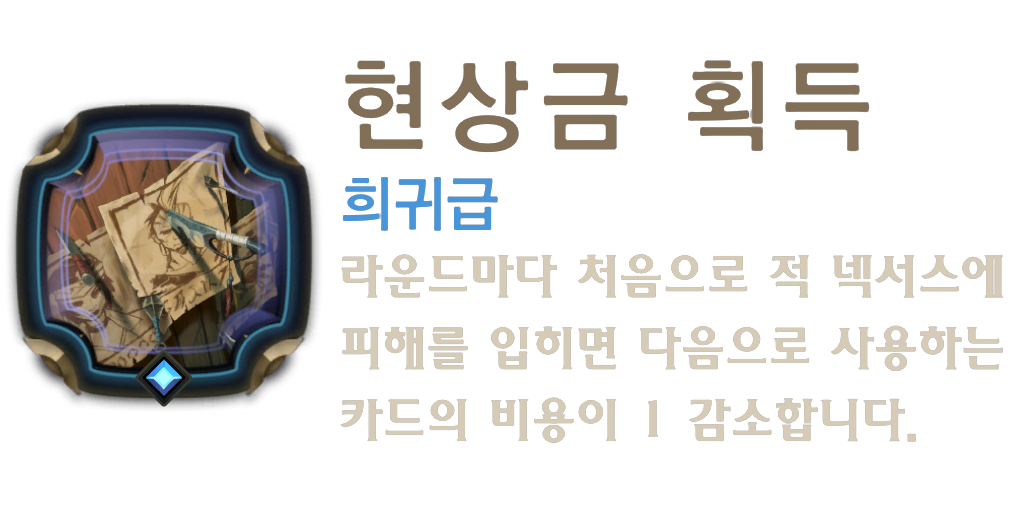 현상금 획득
희귀급
라운드마다 처음으로 적 넥서스에
피해를 입히면 다음으로 사용하는
카드의 비용이 1 감소합니다.